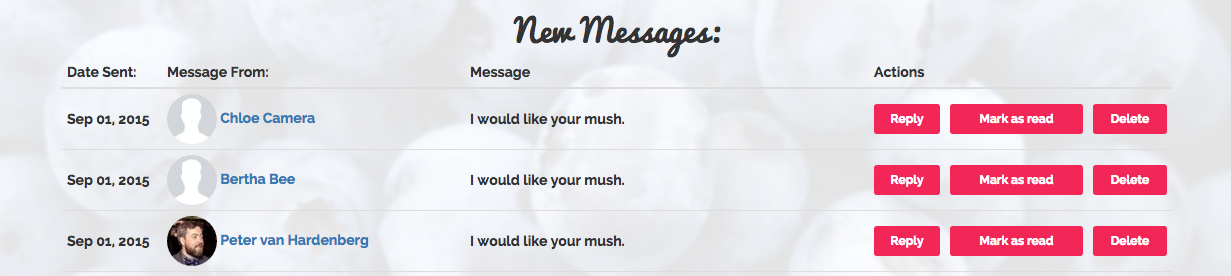 New Messages:
Date Sent: Message From: Message Actions
Sep 01, 2015 Chloe Camera I would like your mush. Reply Mark as read Delete
Sep 01, 2015 Bertha Bee I would like your mush. Reply Mark as read Delete
Sep 01, 2015 Peter van Hardenberg I would like your mush. Reply Mark as read Delete